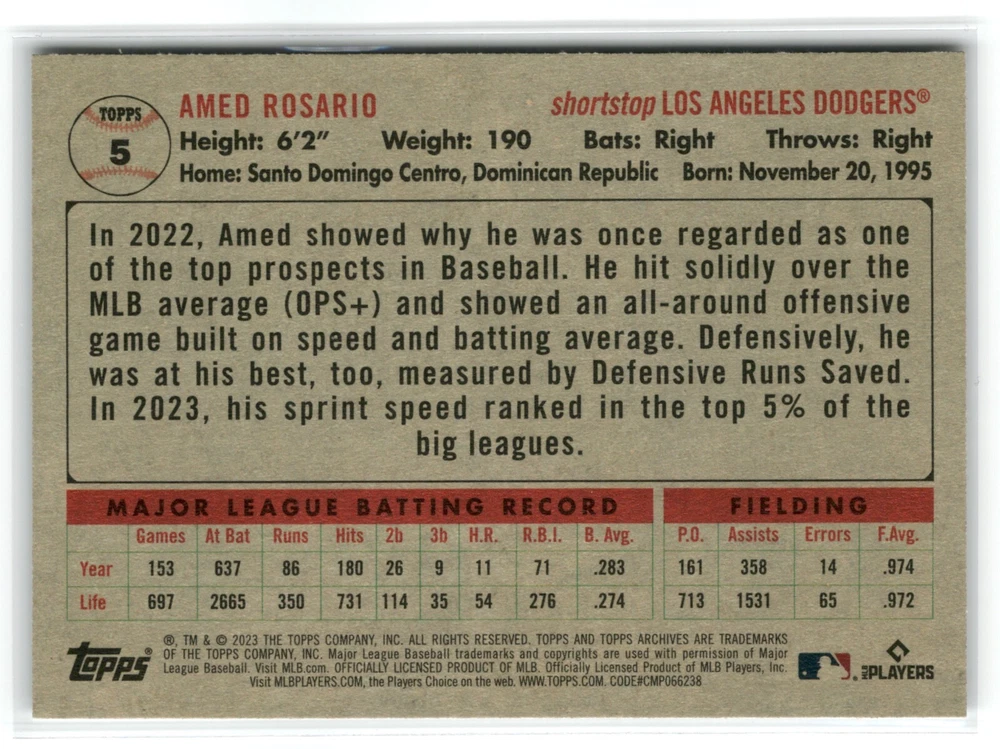 TOPPS
5
AMED ROSARIO shortstop LOS ANGELES DODGERS®
Height: 6'2" Weight: 190 Bats: Right Throws: Right
Home: Santo Domingo Centro, Dominican Republic Born: November 20, 1995
In 2022, Amed showed why he was once regarded as one
of the top prospects in Baseball. He hit solidly over the
MLB average (OPS+) and showed an all-around offensive
game built on speed and batting average. Defensively, he
was at his best, too, measured by Defensive Runs Saved.
In 2023, his sprint speed ranked in the top 5% of the
big leagues.
MAJOR LEAGUE BATTING RECORD FIELDING
Games At Bat Runs Hits 2b 3b H.R. R.B.I. B. Avg. P.O. Assists Errors F.Avg.
Year 153 637 86 180 26 9 11 71 .283 161 358 14 .974
Life 697 2665 350 731 114 35 54 276 .274 713 1531 65 .972
topps®
®, TM & © 2023 THE TOPPS COMPANY, INC. ALL RIGHTS RESERVED. TOPPS AND TOPPS ARCHIVES ARE TRADEMARKS
OF THE TOPPS COMPANY, INC. Major League Baseball trademarks and copyrights are used with permission of Major
League Baseball. Visit MLB.com. OFFICIALLY LICENSED PRODUCT OF MLB. Officially Licensed Product of MLB Players, Inc.
Visit MLBPLAYERS.COM, the Players Choice on the web. WWW.TOPPS.COM. CODE#CMP066238
MLB PLAYERS